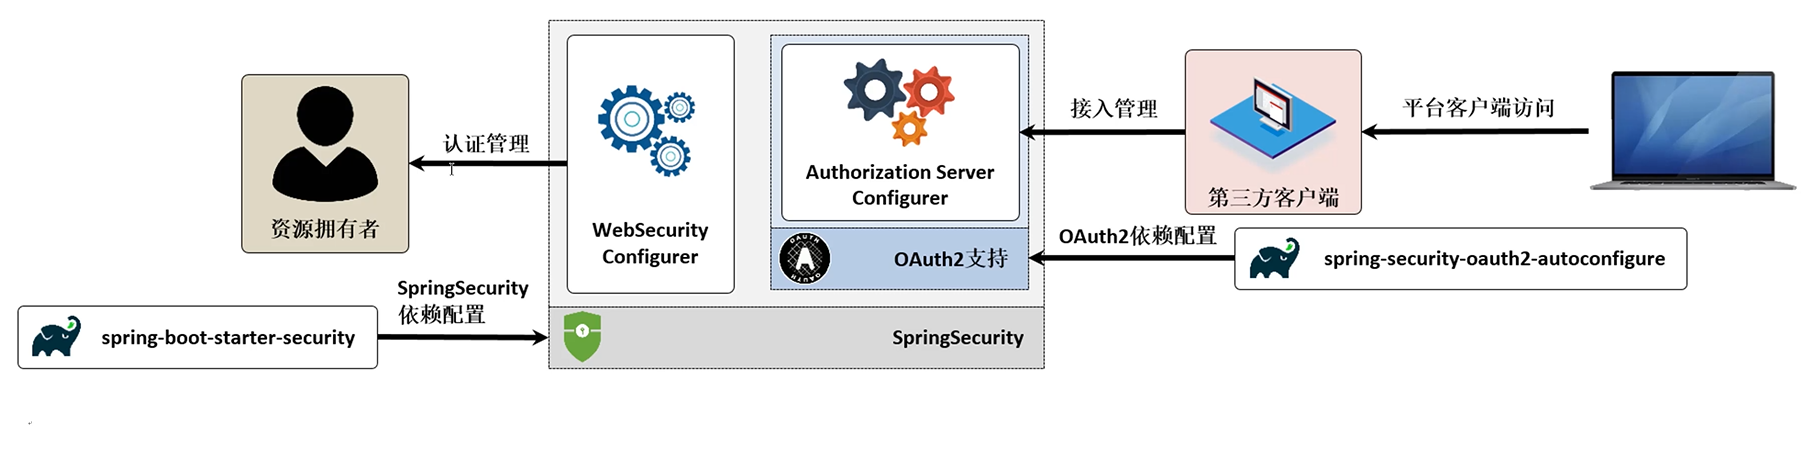 资源拥有者
认证管理
WebSecurity
Configurer
Authorization Server
Configurer
OAUTH
A
OAUTH
OAuth2支持
接入管理
第三方客户端
平台客户端访问
OAuth2依赖配置
spring-security-oauth2-autoconfigure
SpringSecurity
依赖配置
spring-boot-starter-security
SpringSecurity